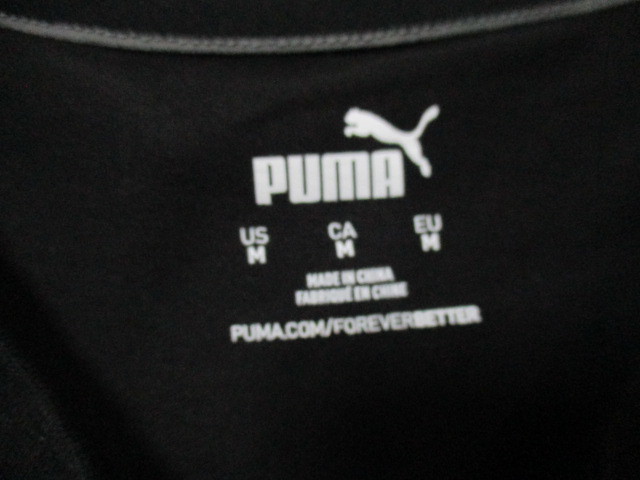 PUMA
US CA EU
M M M
MADE IN CHINA
FABRIQUÉ EN CHINE
PUMA.COM/FOREVERBETTER